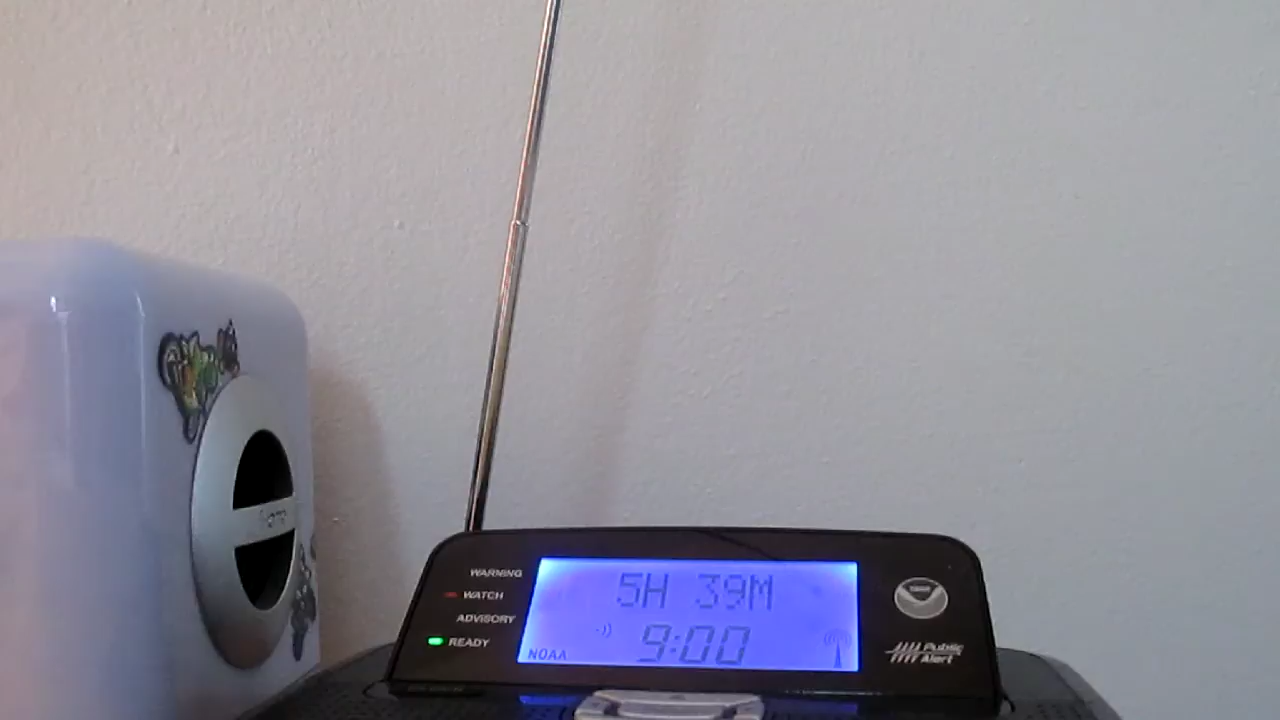 WARNING
WATCH
ADVISORY
READY
5H 39M
9:00
NOAA
Public
Alert